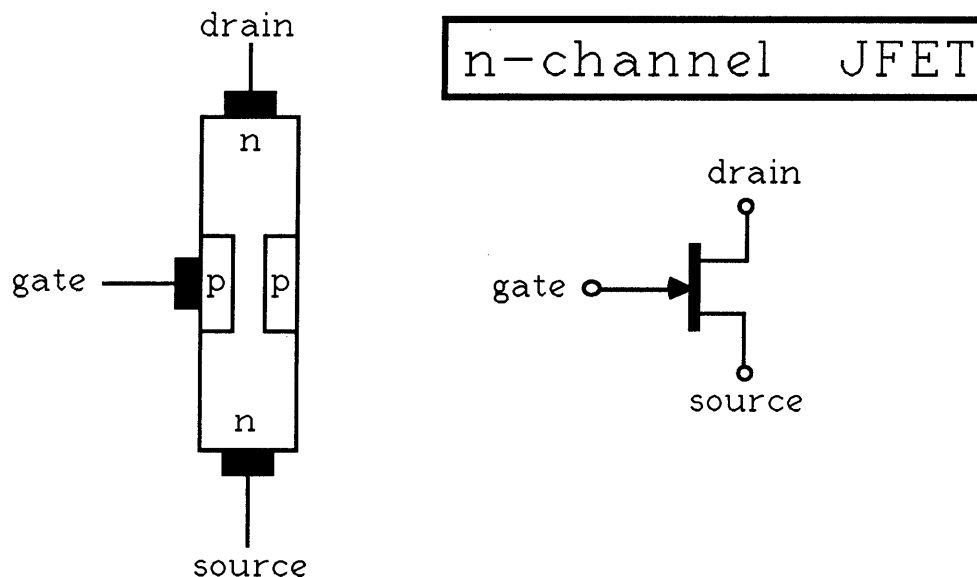 drain
n
gate
p
p
n
source
n-channel JFET
drain
gate
source